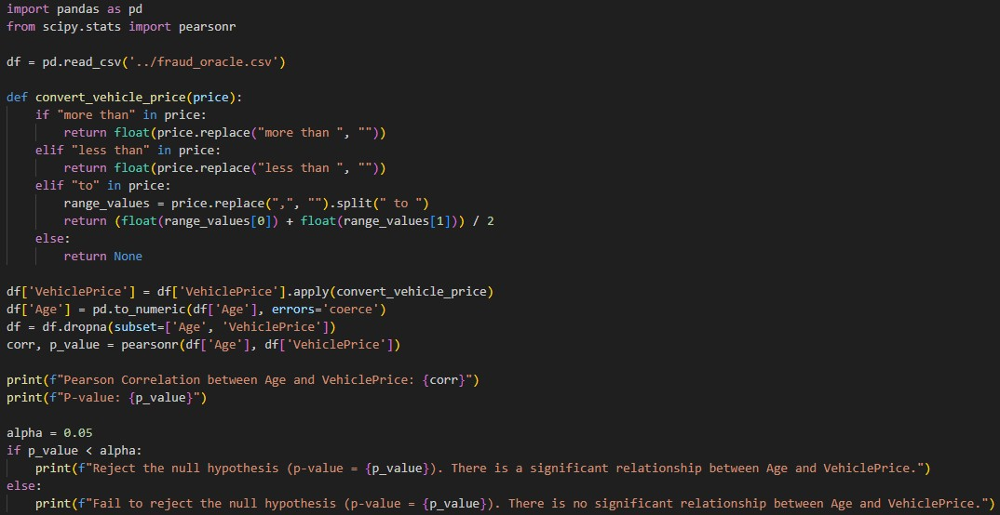 import pandas as pd
from scipy.stats import pearsonr

df = pd.read_csv('../fraud_oracle.csv')

def convert_vehicle_price(price):
    if "more than" in price:
        return float(price.replace("more than ", ""))
    elif "less than" in price:
        return float(price.replace("less than ", ""))
    elif "to" in price:
        range_values = price.replace(",", "").split(" to ")
        return (float(range_values[0]) + float(range_values[1])) / 2
    else:
        return None

df['VehiclePrice'] = df['VehiclePrice'].apply(convert_vehicle_price)
df['Age'] = pd.to_numeric(df['Age'], errors='coerce')
df = df.dropna(subset=['Age', 'VehiclePrice'])
corr, p_value = pearsonr(df['Age'], df['VehiclePrice'])

print(f"Pearson Correlation between Age and VehiclePrice: {corr}")
print(f"P-value: {p_value}")

alpha = 0.05
if p_value < alpha:
    print(f"Reject the null hypothesis (p-value = {p_value}). There is a significant relationship between Age and VehiclePrice.")
else:
    print(f"Fail to reject the null hypothesis (p-value = {p_value}). There is no significant relationship between Age and VehiclePrice.")